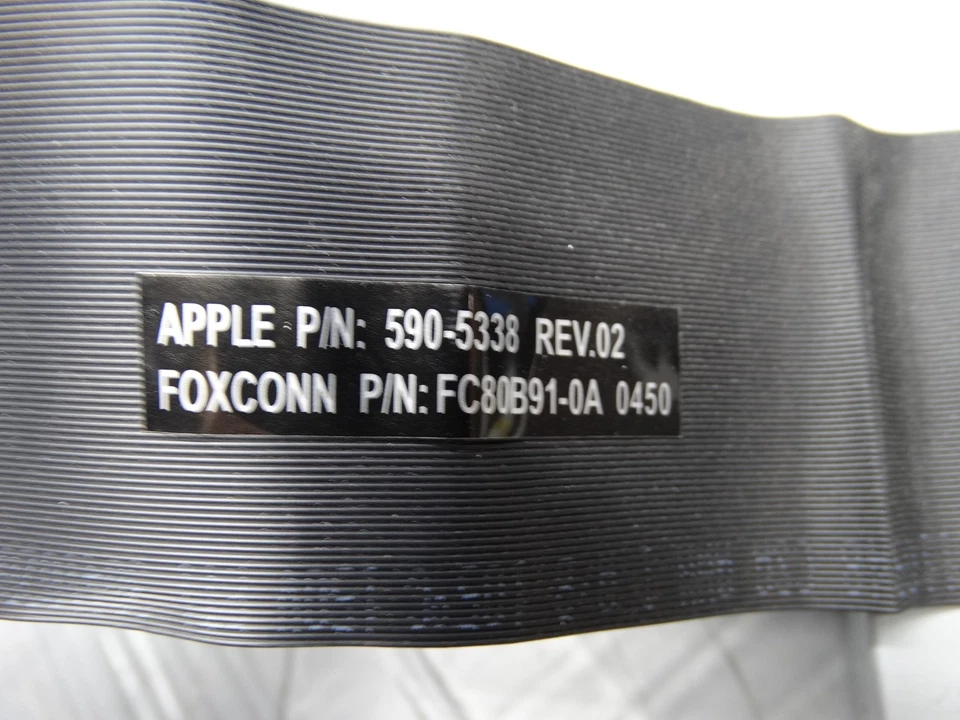 APPLE P/N: 590-5338 REV.02
FOXCONN P/N: FC80B91-0A 0450